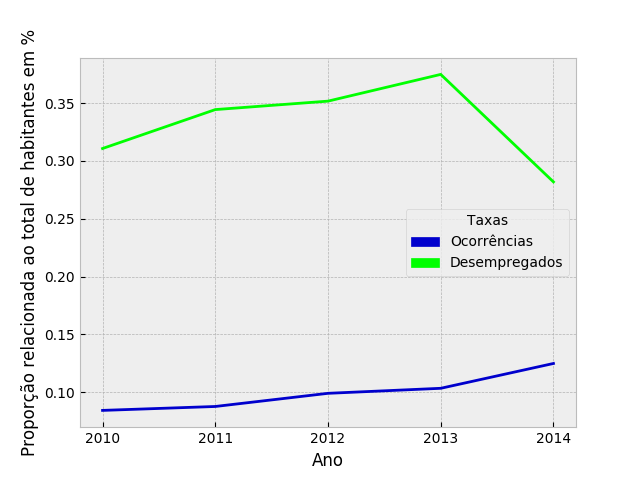 Proporção relacionada ao total de habitantes em %
0.35
0.30
0.25
0.20
0.15
0.10
Taxas
Ocorrências
Desempregados
2010 2011 2012 2013 2014
Ano